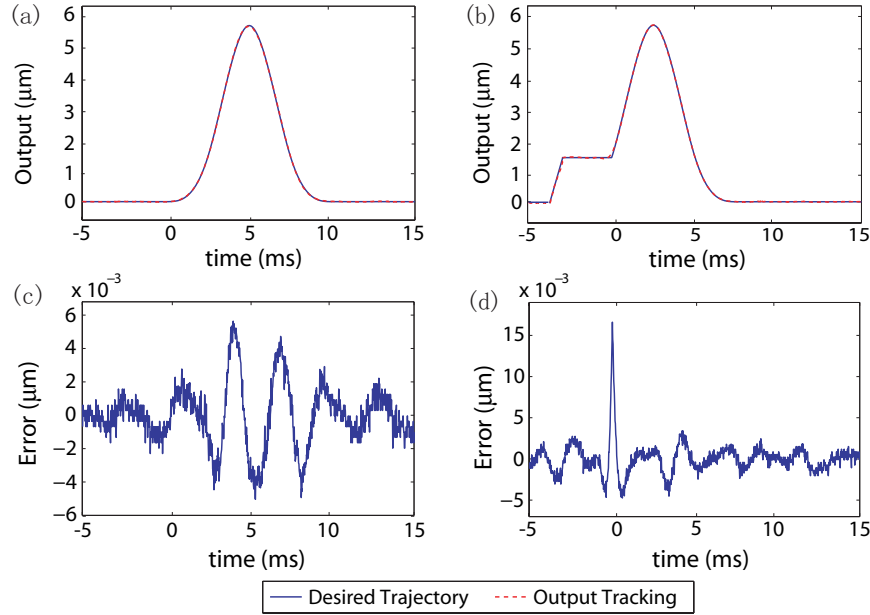 (a)
6
5
4
3
2
1
0
Output (μm)
-5 0 5 10 15
time (ms)
(b)
6
5
4
3
2
1
0
Output (μm)
-5 0 5 10 15
time (ms)
(c)
x 10⁻³
6
4
2
0
−2
−4
−6
Error (μm)
-5 0 5 10 15
time (ms)
(d)
x 10⁻³
15
10
5
0
−5
Error (μm)
-5 0 5 10 15
time (ms)
Desired Trajectory Output Tracking